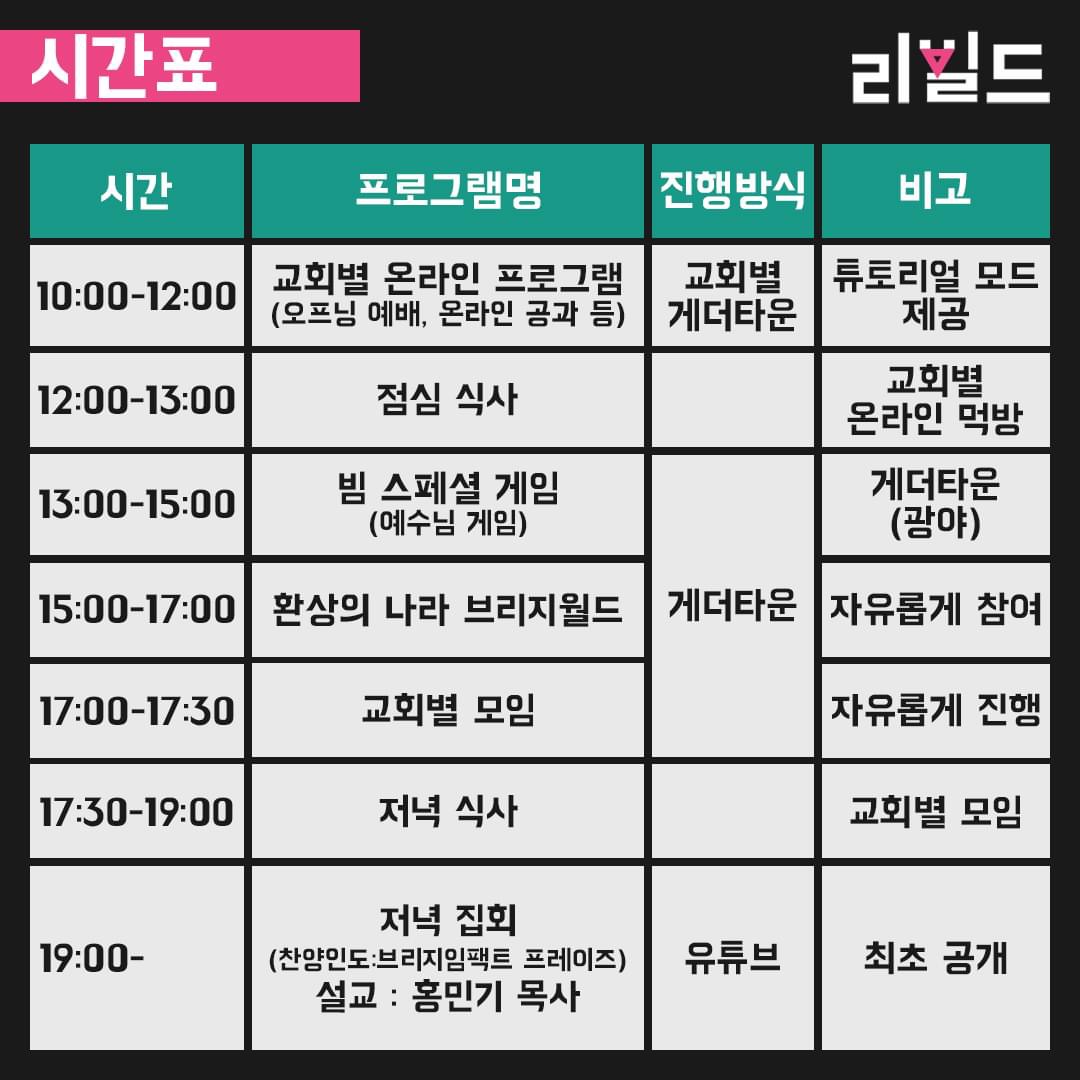 시간표
리빌드
시간 프로그램명 진행방식 비고
10:00-12:00
교회별 온라인 프로그램
(오프닝 예배, 온라인 공과 등)
교회별
게더타운
튜토리얼 모드
제공
12:00-13:00
점심 식사
교회별
온라인 먹방
13:00-15:00
빔 스페셜 게임
(예수님 게임)
게더타운
게더타운
(광야)
15:00-17:00
환상의 나라 브리지월드
자유롭게 참여
17:00-17:30
교회별 모임
자유롭게 진행
17:30-19:00
저녁 식사
교회별 모임
19:00-
저녁 집회
(찬양인도:브리지임팩트 프레이즈)
설교 : 홍민기 목사
유튜브
최초 공개